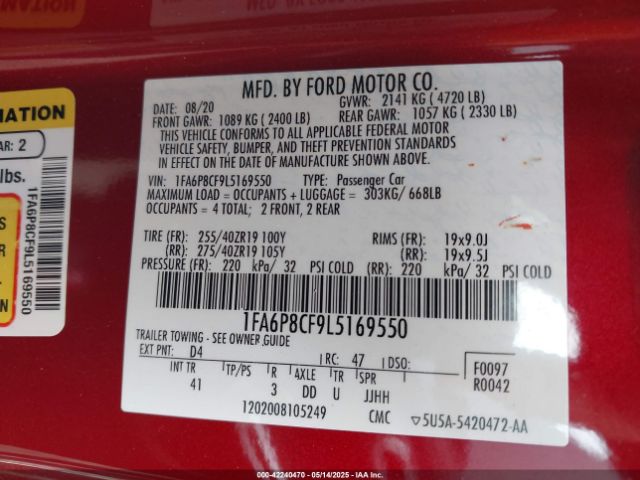 MFD. BY FORD MOTOR CO.
DATE: 08/20 GVWR: 2141 KG ( 4720 LB)
FRONT GAWR: 1089 KG ( 2400 LB) REAR GAWR: 1057 KG ( 2330 LB)
THIS VEHICLE CONFORMS TO ALL APPLICABLE FEDERAL MOTOR
VEHICLE SAFETY, BUMPER, AND THEFT PREVENTION STANDARDS
IN EFFECT ON THE DATE OF MANUFACTURE SHOWN ABOVE.
VIN: 1FA6P8CF9L5169550 TYPE: Passenger Car
MAXIMUM LOAD = OCCUPANTS + LUGGAGE = 303KG/ 668LB
OCCUPANTS = 4 TOTAL; 2 FRONT, 2 REAR
TIRE (FR): 255/40ZR19 100Y RIMS (FR): 19x9.0J
(RR): 275/40ZR19 105Y (RR): 19x9.5J
PRESSURE (FR): 220 kPa/ 32 PSI COLD (RR): 220 kPa/ 32 PSI COLD
1FA6P8CF9L5169550
TRAILER TOWING - SEE OWNER GUIDE
EXT PNT: D4 RC: 47 DSO:
INT TR TP/PS R AXLE TR SPR
41 3 DD U JJHH
F0097
R0042
1202008105249 CMC ▽5U5A-5420472-AA
MATION
AR: 2
lbs.
1FA6P8CF9L5169550
000-42240470 - 05/14/2025 - IAA, Inc.